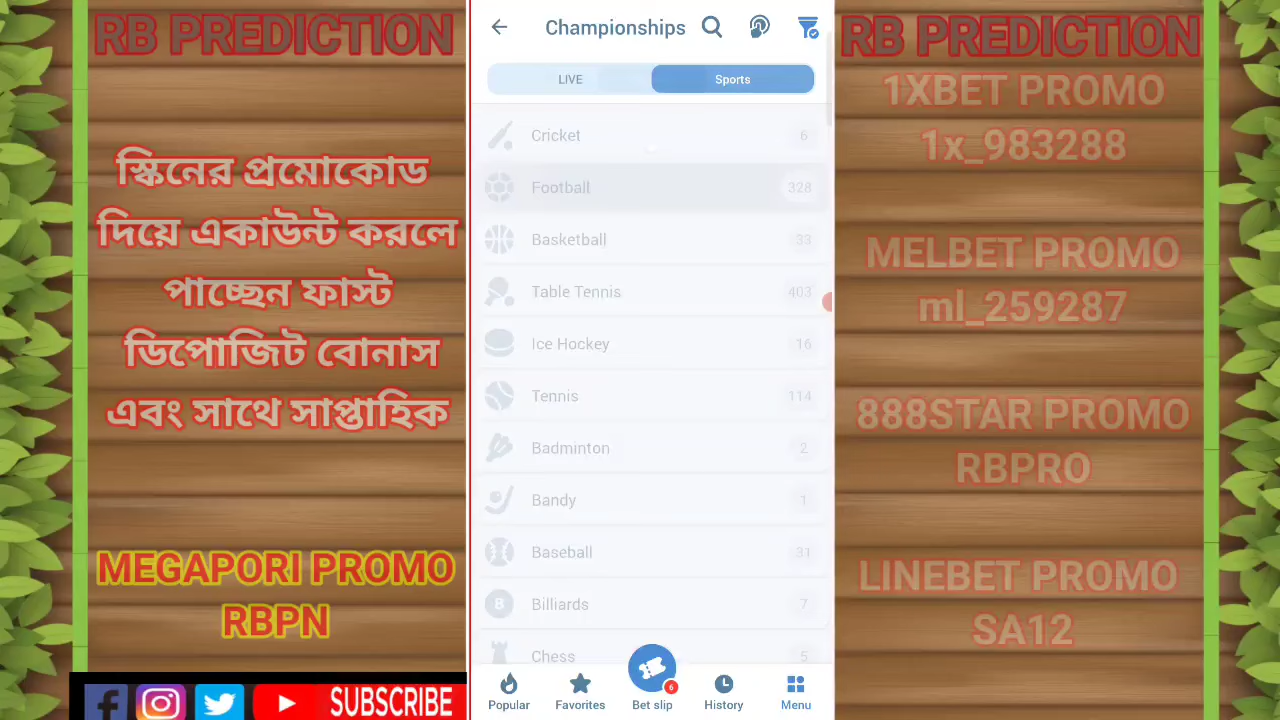 RB PREDICTION
স্কিনের প্রমোকোড
দিয়ে একাউন্ট করলে
পাচ্ছেন ফাস্ট
ডিপোজিট বোনাস
এবং সাথে সাপ্তাহিক
MEGAPORI PROMO
RBPN
SUBSCRIBE
Championships
LIVE
Sports
Cricket 6
Football 328
Basketball 33
Table Tennis 403
Ice Hockey 16
Tennis 114
Badminton 2
Bandy 1
Baseball 31
Billiards 7
Chess 5
6
Popular
Favorites
Bet slip
History
Menu
RB PREDICTION
1XBET PROMO
1x_983288
MELBET PROMO
ml_259287
888STAR PROMO
RBPRO
LINEBET PROMO
SA12